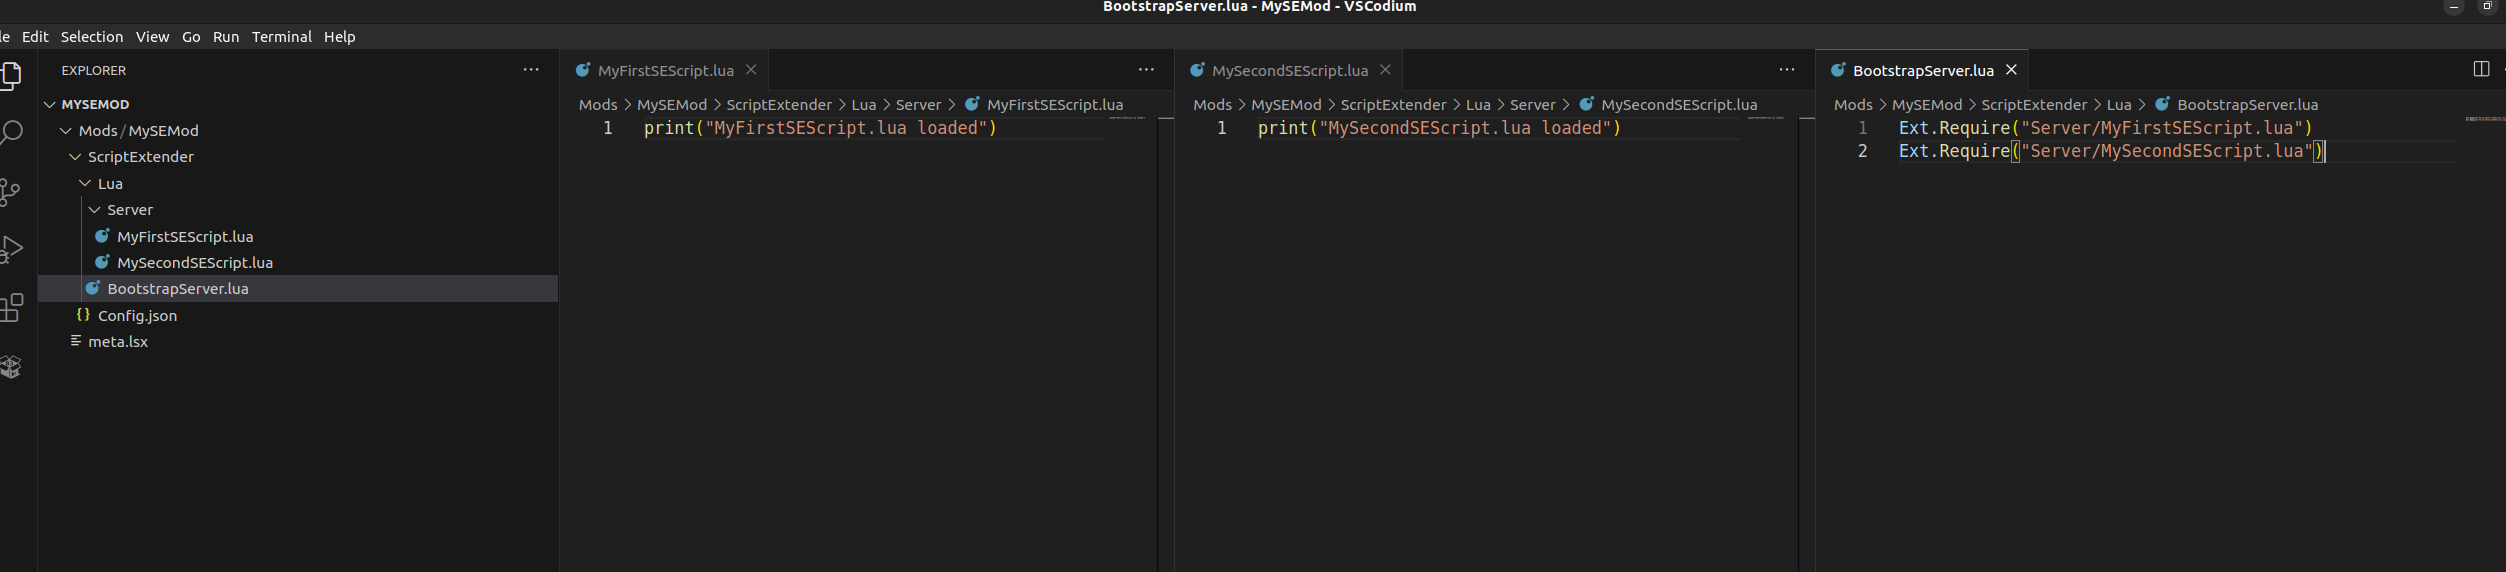 BootstrapServer.lua - MySEMod - VSCodium
le Edit Selection View Go Run Terminal Help
EXPLORER ···
MYSEMOD
Mods / MySEMod
ScriptExtender
Lua
Server
MyFirstSEScript.lua
MySecondSEScript.lua
BootstrapServer.lua
{} Config.json
meta.lsx
MyFirstSEScript.lua ···
Mods > MySEMod > ScriptExtender > Lua > Server > MyFirstSEScript.lua
1 print("MyFirstSEScript.lua loaded")
MySecondSEScript.lua ···
Mods > MySEMod > ScriptExtender > Lua > Server > MySecondSEScript.lua
1 print("MySecondSEScript.lua loaded")
BootstrapServer.lua
Mods > MySEMod > ScriptExtender > Lua > BootstrapServer.lua
1 Ext.Require("Server/MyFirstSEScript.lua")
2 Ext.Require("Server/MySecondSEScript.lua")